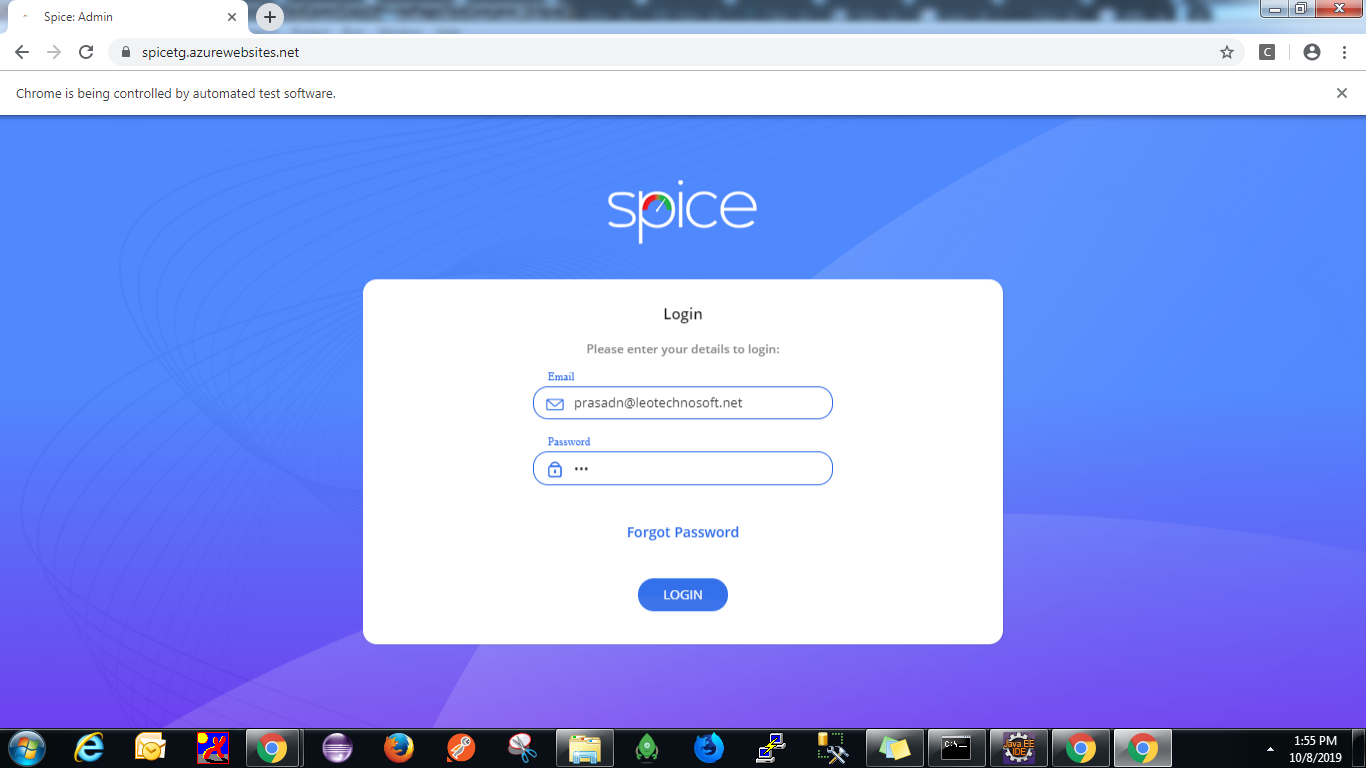 Spice: Admin
spicetg.azurewebsites.net
C
Chrome is being controlled by automated test software.
spice
Login
Please enter your details to login:
Email
prasadn@leotechnosoft.net
Password
•••
Forgot Password
LOGIN
C:\
Java EE
IDE
1:55 PM
10/8/2019